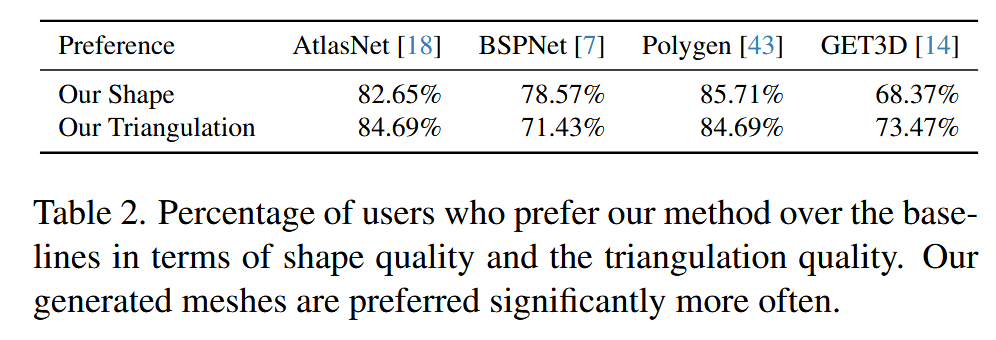 Preference AtlasNet [18] BSPNet [7] Polygen [43] GET3D [14]
Our Shape 82.65% 78.57% 85.71% 68.37%
Our Triangulation 84.69% 71.43% 84.69% 73.47%
Table 2. Percentage of users who prefer our method over the base-
lines in terms of shape quality and the triangulation quality. Our
generated meshes are preferred significantly more often.